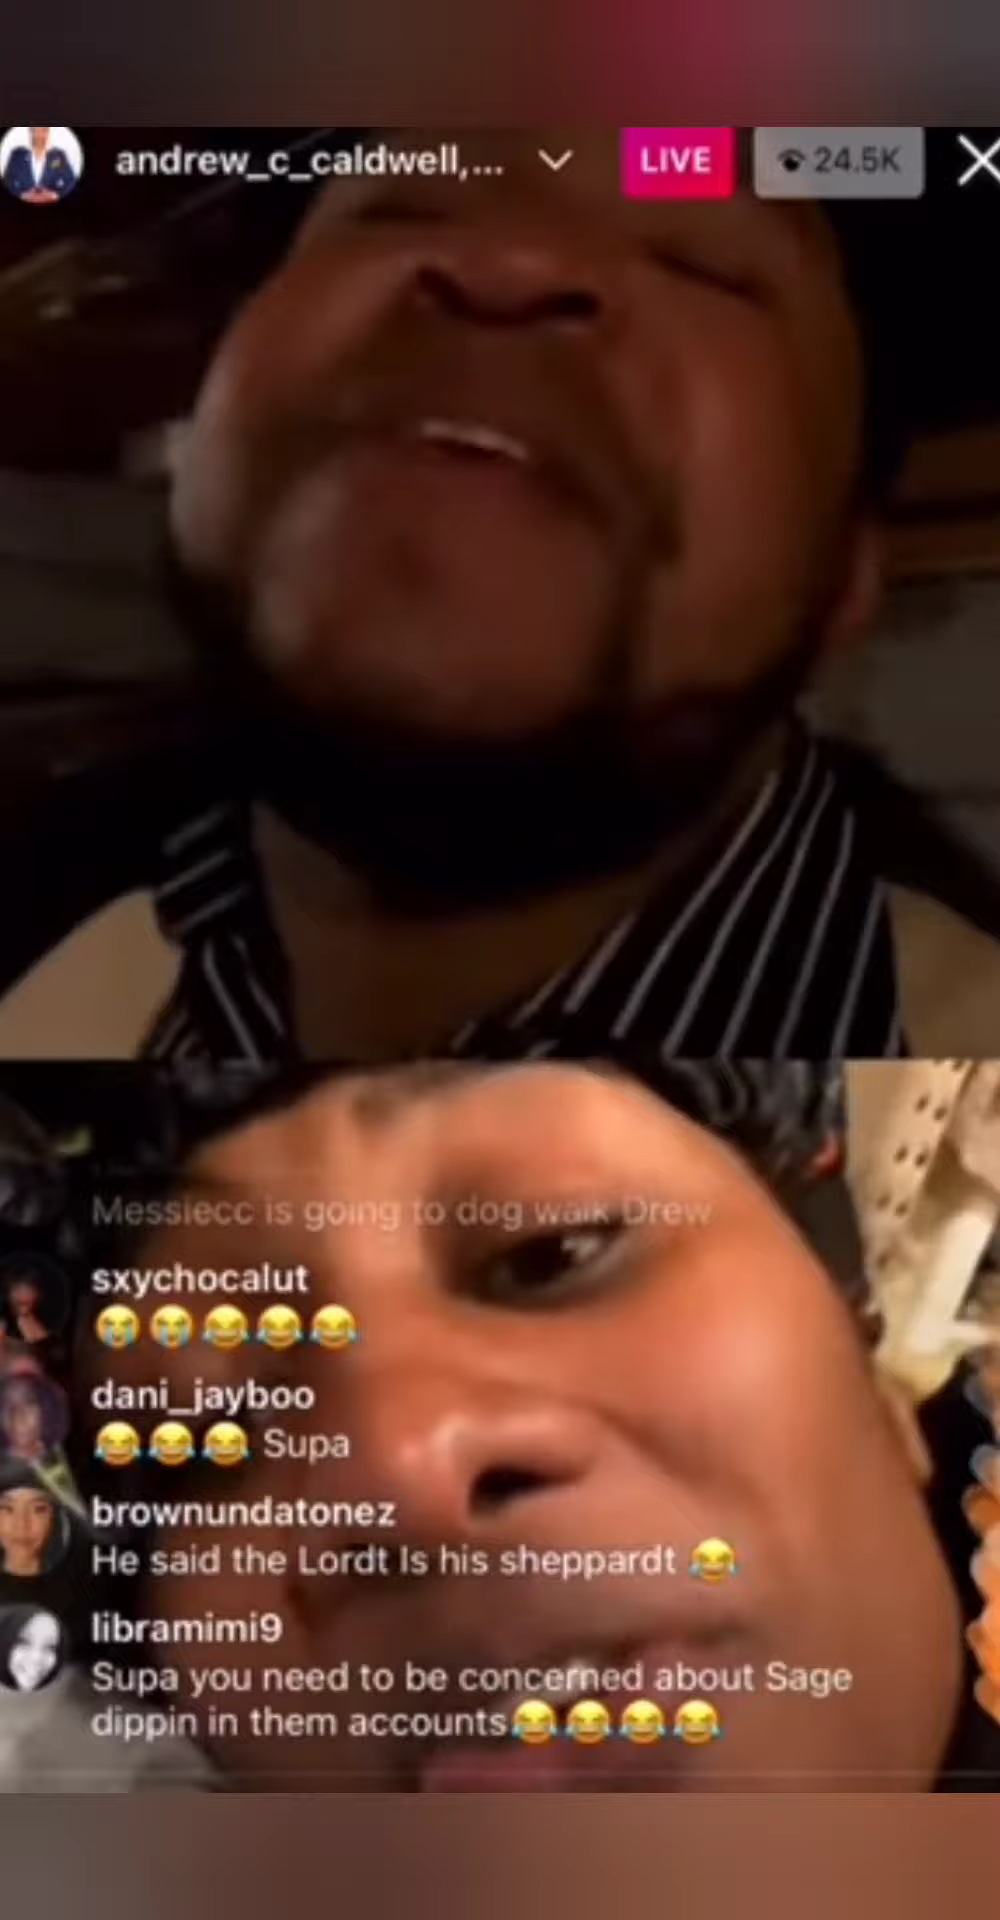 andrew_c_caldwell,...
LIVE
24.5K
Messiecc is going to dog walk Drew
sxychocalut
😭😭😂😂😂
dani_jayboo
😂😂😂 Supa
brownundatonez
He said the Lordt Is his sheppardt 😂
libramimi9
Supa you need to be concerned about Sage
dippin in them accounts😂😂😂😂